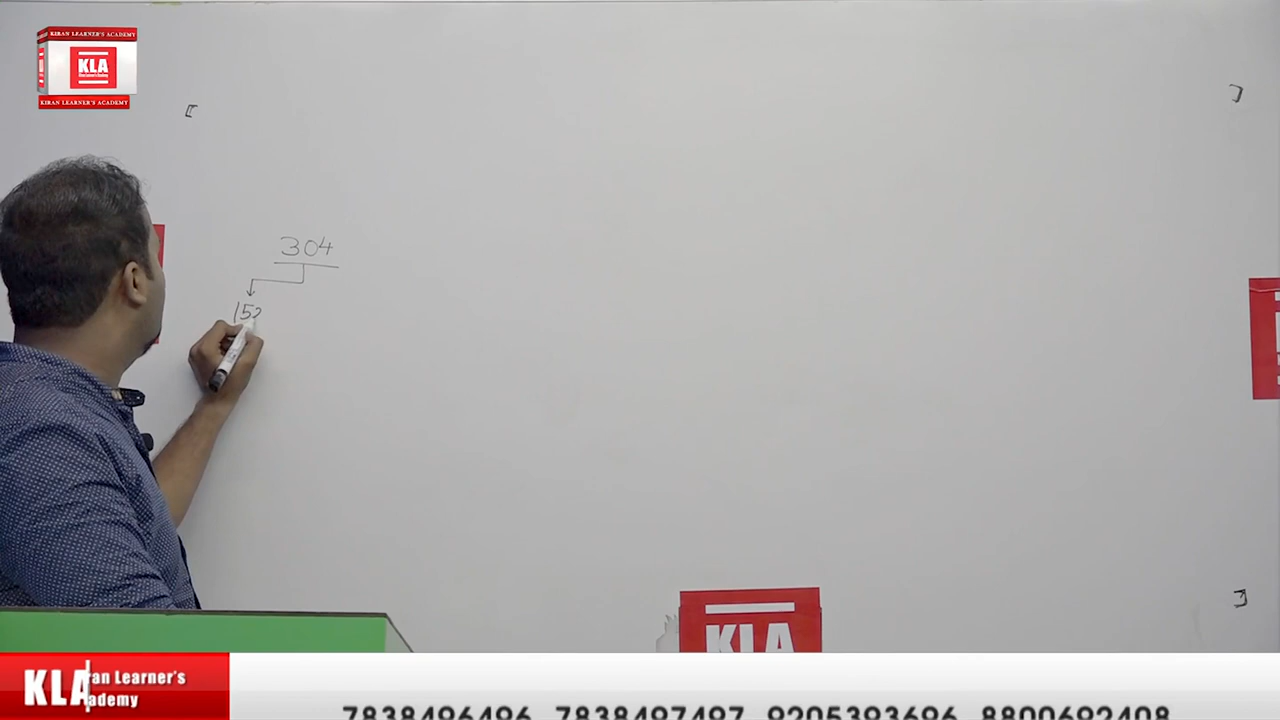 KIRAN LEARNER'S ACADEMY
KLA
KIRAN LEARNER'S ACADEMY
304
152
KLA
KLA
ran Learner's
ademy
7838496496, 7838497497, 9205393696, 8800692408